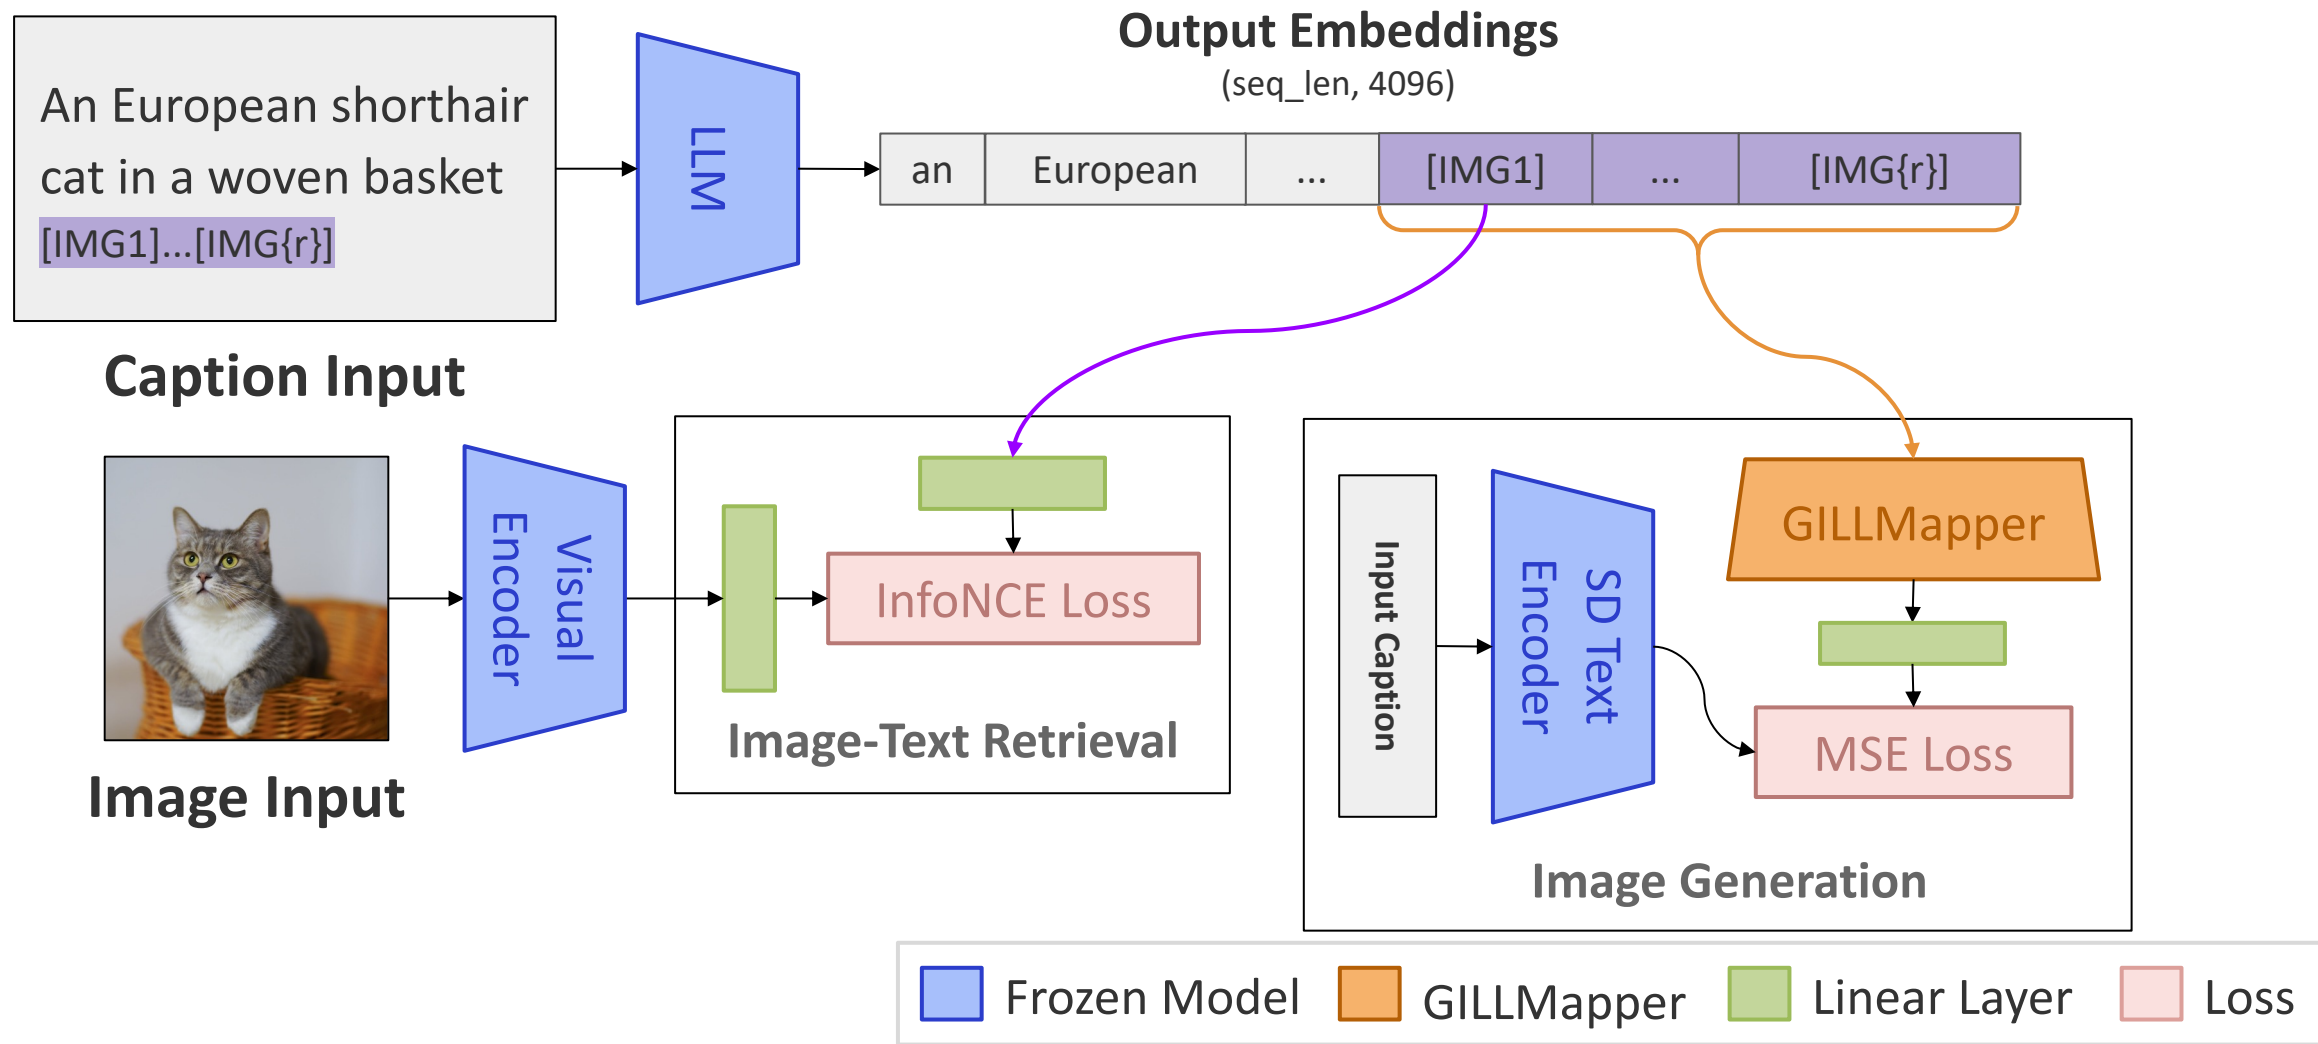 Output Embeddings
(seq_len, 4096)
An European shorthair
cat in a woven basket
[IMG1]...[IMG{r}]
LLM
an
European
...
[IMG1]
...
[IMG{r}]
Caption Input
Visual
Encoder
InfoNCE Loss
Image-Text Retrieval
Image Input
Input Caption
SD Text
Encoder
GILLMapper
MSE Loss
Image Generation
Frozen Model
GILLMapper
Linear Layer
Loss